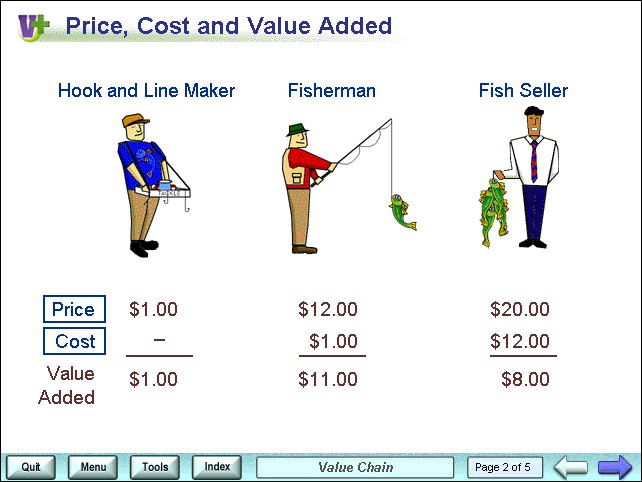 V+ Price, Cost and Value Added
Hook and Line Maker Fisherman Fish Seller
TACKLE
Price $1.00 $12.00 $20.00
Cost – $1.00 $12.00
Value
Added $1.00 $11.00 $8.00
Quit Menu Tools Index Value Chain Page 2 of 5